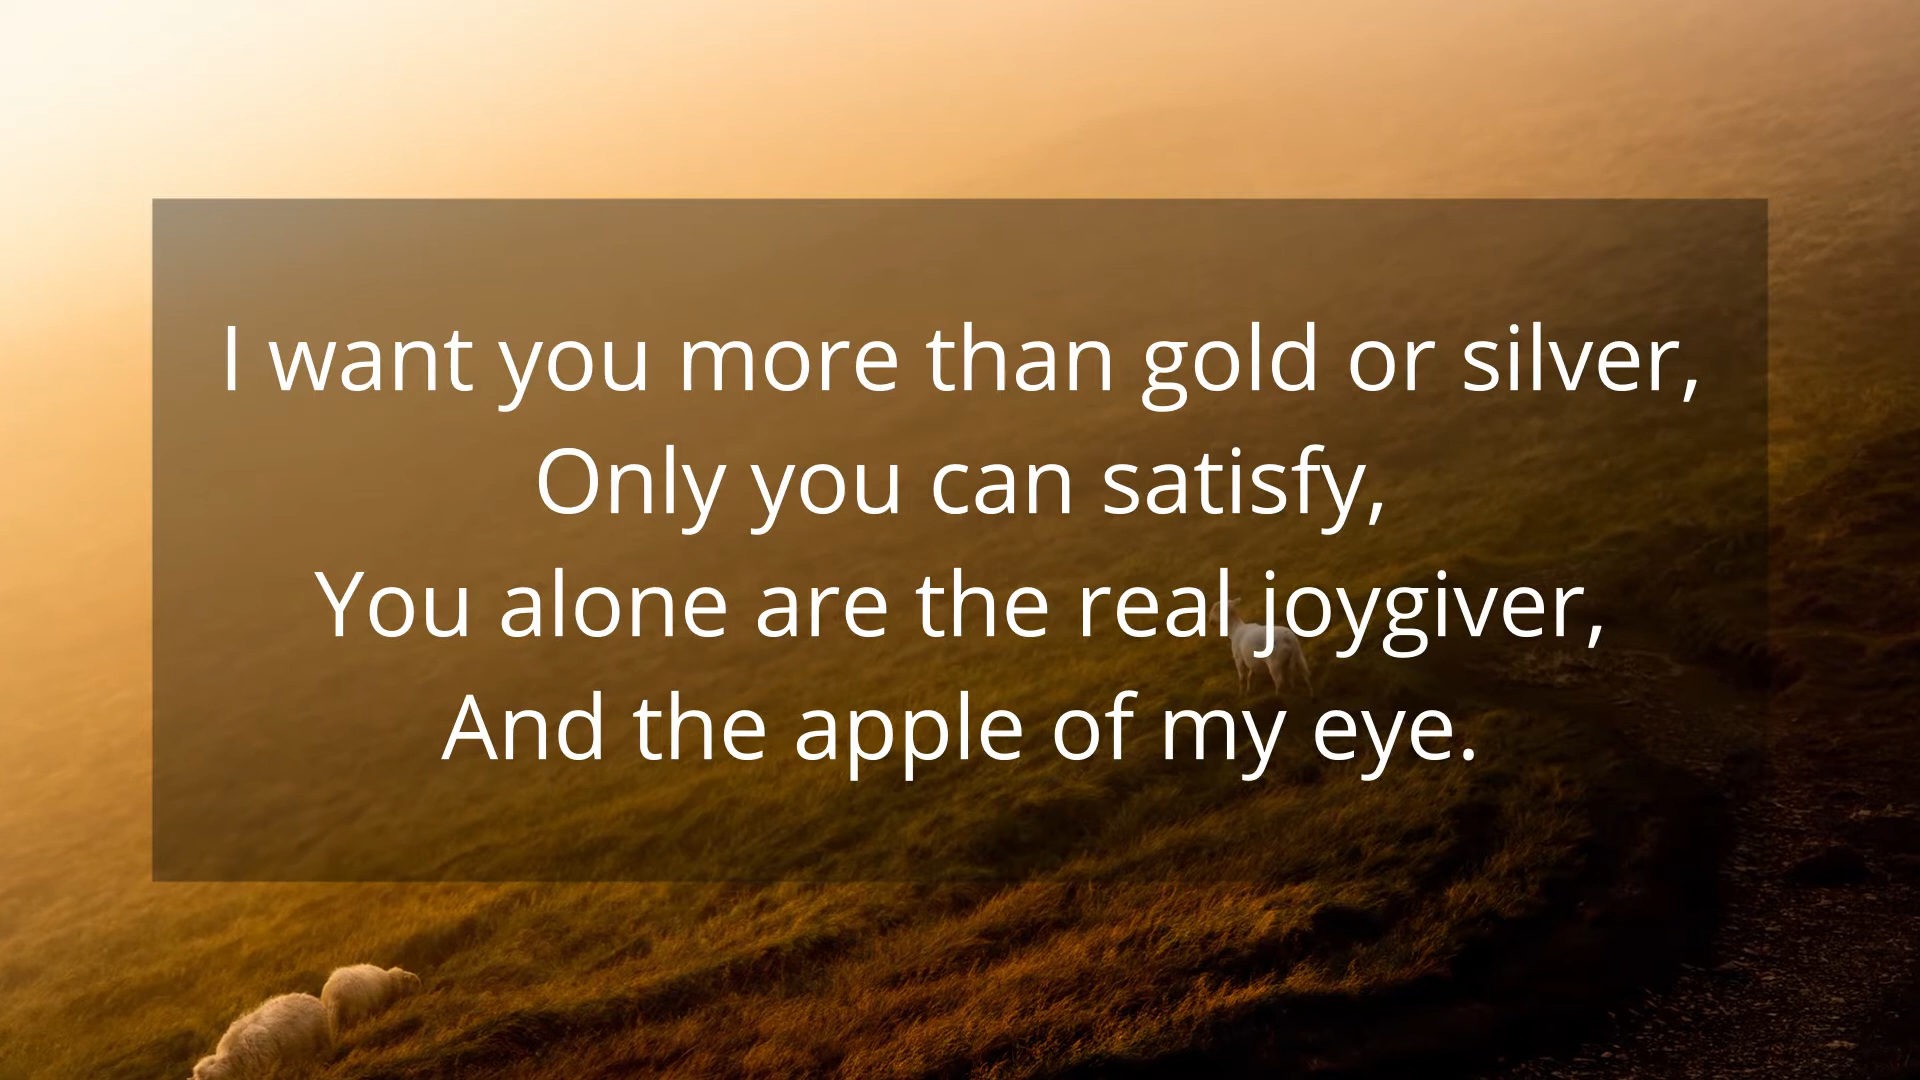 I want you more than gold or silver,
Only you can satisfy,
You alone are the real joygiver,
And the apple of my eye.